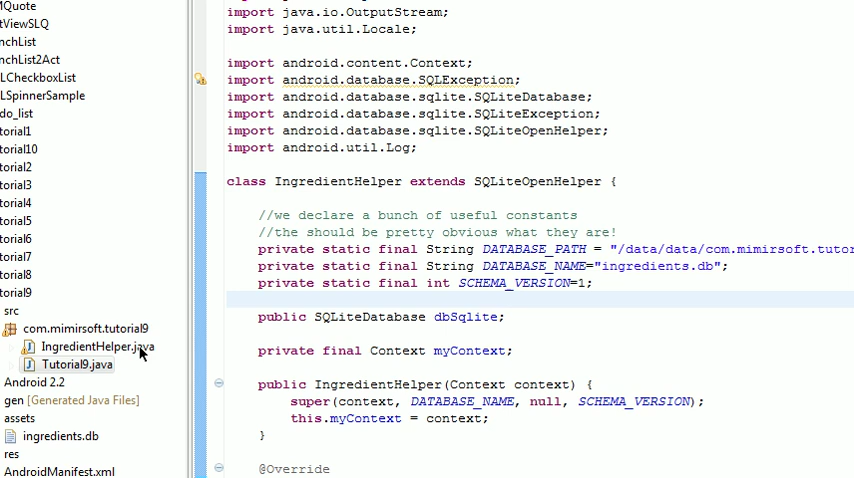 MQuote
tViewSLQ
nchList
nchList2Act
LCheckboxList
LSpinnerSample
do_list
torial1
torial10
torial2
torial3
torial4
torial5
torial6
torial7
torial8
torial9
src
com.mimirsoft.tutorial9
IngredientHelper.java
Tutorial9.java
Android 2.2
gen [Generated Java Files]
assets
ingredients.db
res
AndroidManifest.xml
import java.io.OutputStream;
import java.util.Locale;
import android.content.Context;
import android.database.SQLException;
import android.database.sqlite.SQLiteDatabase;
import android.database.sqlite.SQLiteException;
import android.database.sqlite.SQLiteOpenHelper;
import android.util.Log;
class IngredientHelper extends SQLiteOpenHelper {
//we declare a bunch of useful constants
//the should be pretty obvious what they are!
private static final String DATABASE_PATH = "/data/data/com.mimirsoft.tutor
private static final String DATABASE_NAME="ingredients.db";
private static final int SCHEMA_VERSION=1;
public SQLiteDatabase dbSqlite;
private final Context myContext;
public IngredientHelper(Context context) {
super(context, DATABASE_NAME, null, SCHEMA_VERSION);
this.myContext = context;
}
@Override